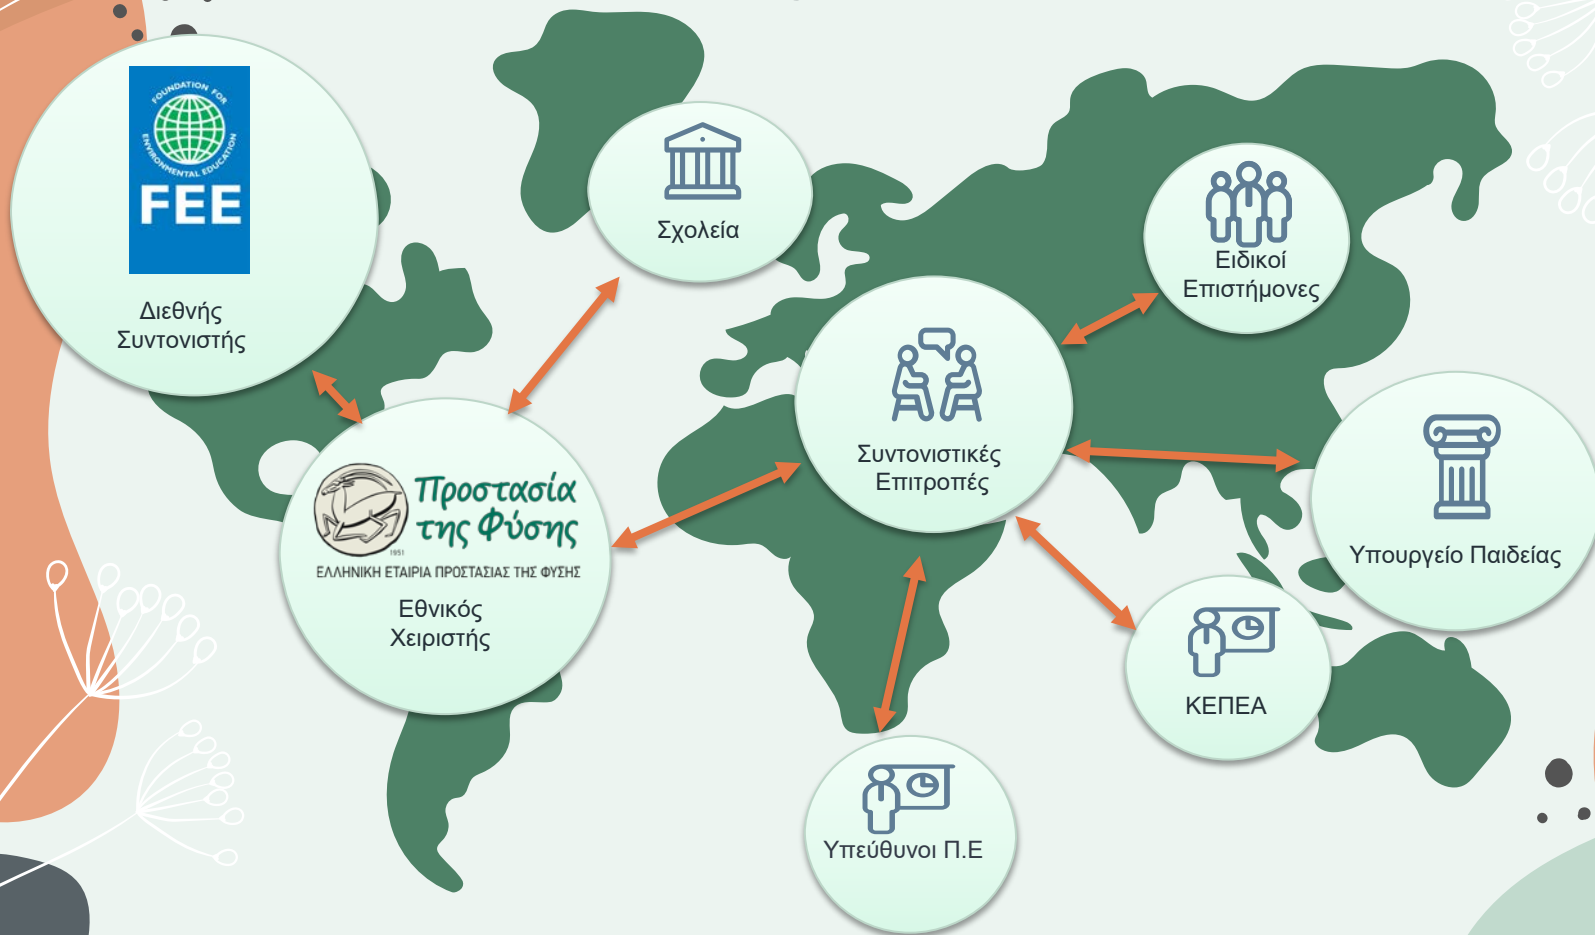 FOUNDATION FOR
ENVIRONMENTAL EDUCATION
FEE
Διεθνής
Συντονιστής
Σχολεία
Ειδικοί
Επιστήμονες
Συντονιστικές
Επιτροπές
Προστασία
της Φύσης
1951
ΕΛΛΗΝΙΚΗ ΕΤΑΙΡΙΑ ΠΡΟΣΤΑΣΙΑΣ ΤΗΣ ΦΥΣΗΣ
Εθνικός
Χειριστής
Υπουργείο Παιδείας
ΚΕΠΕΑ
Υπεύθυνοι Π.Ε